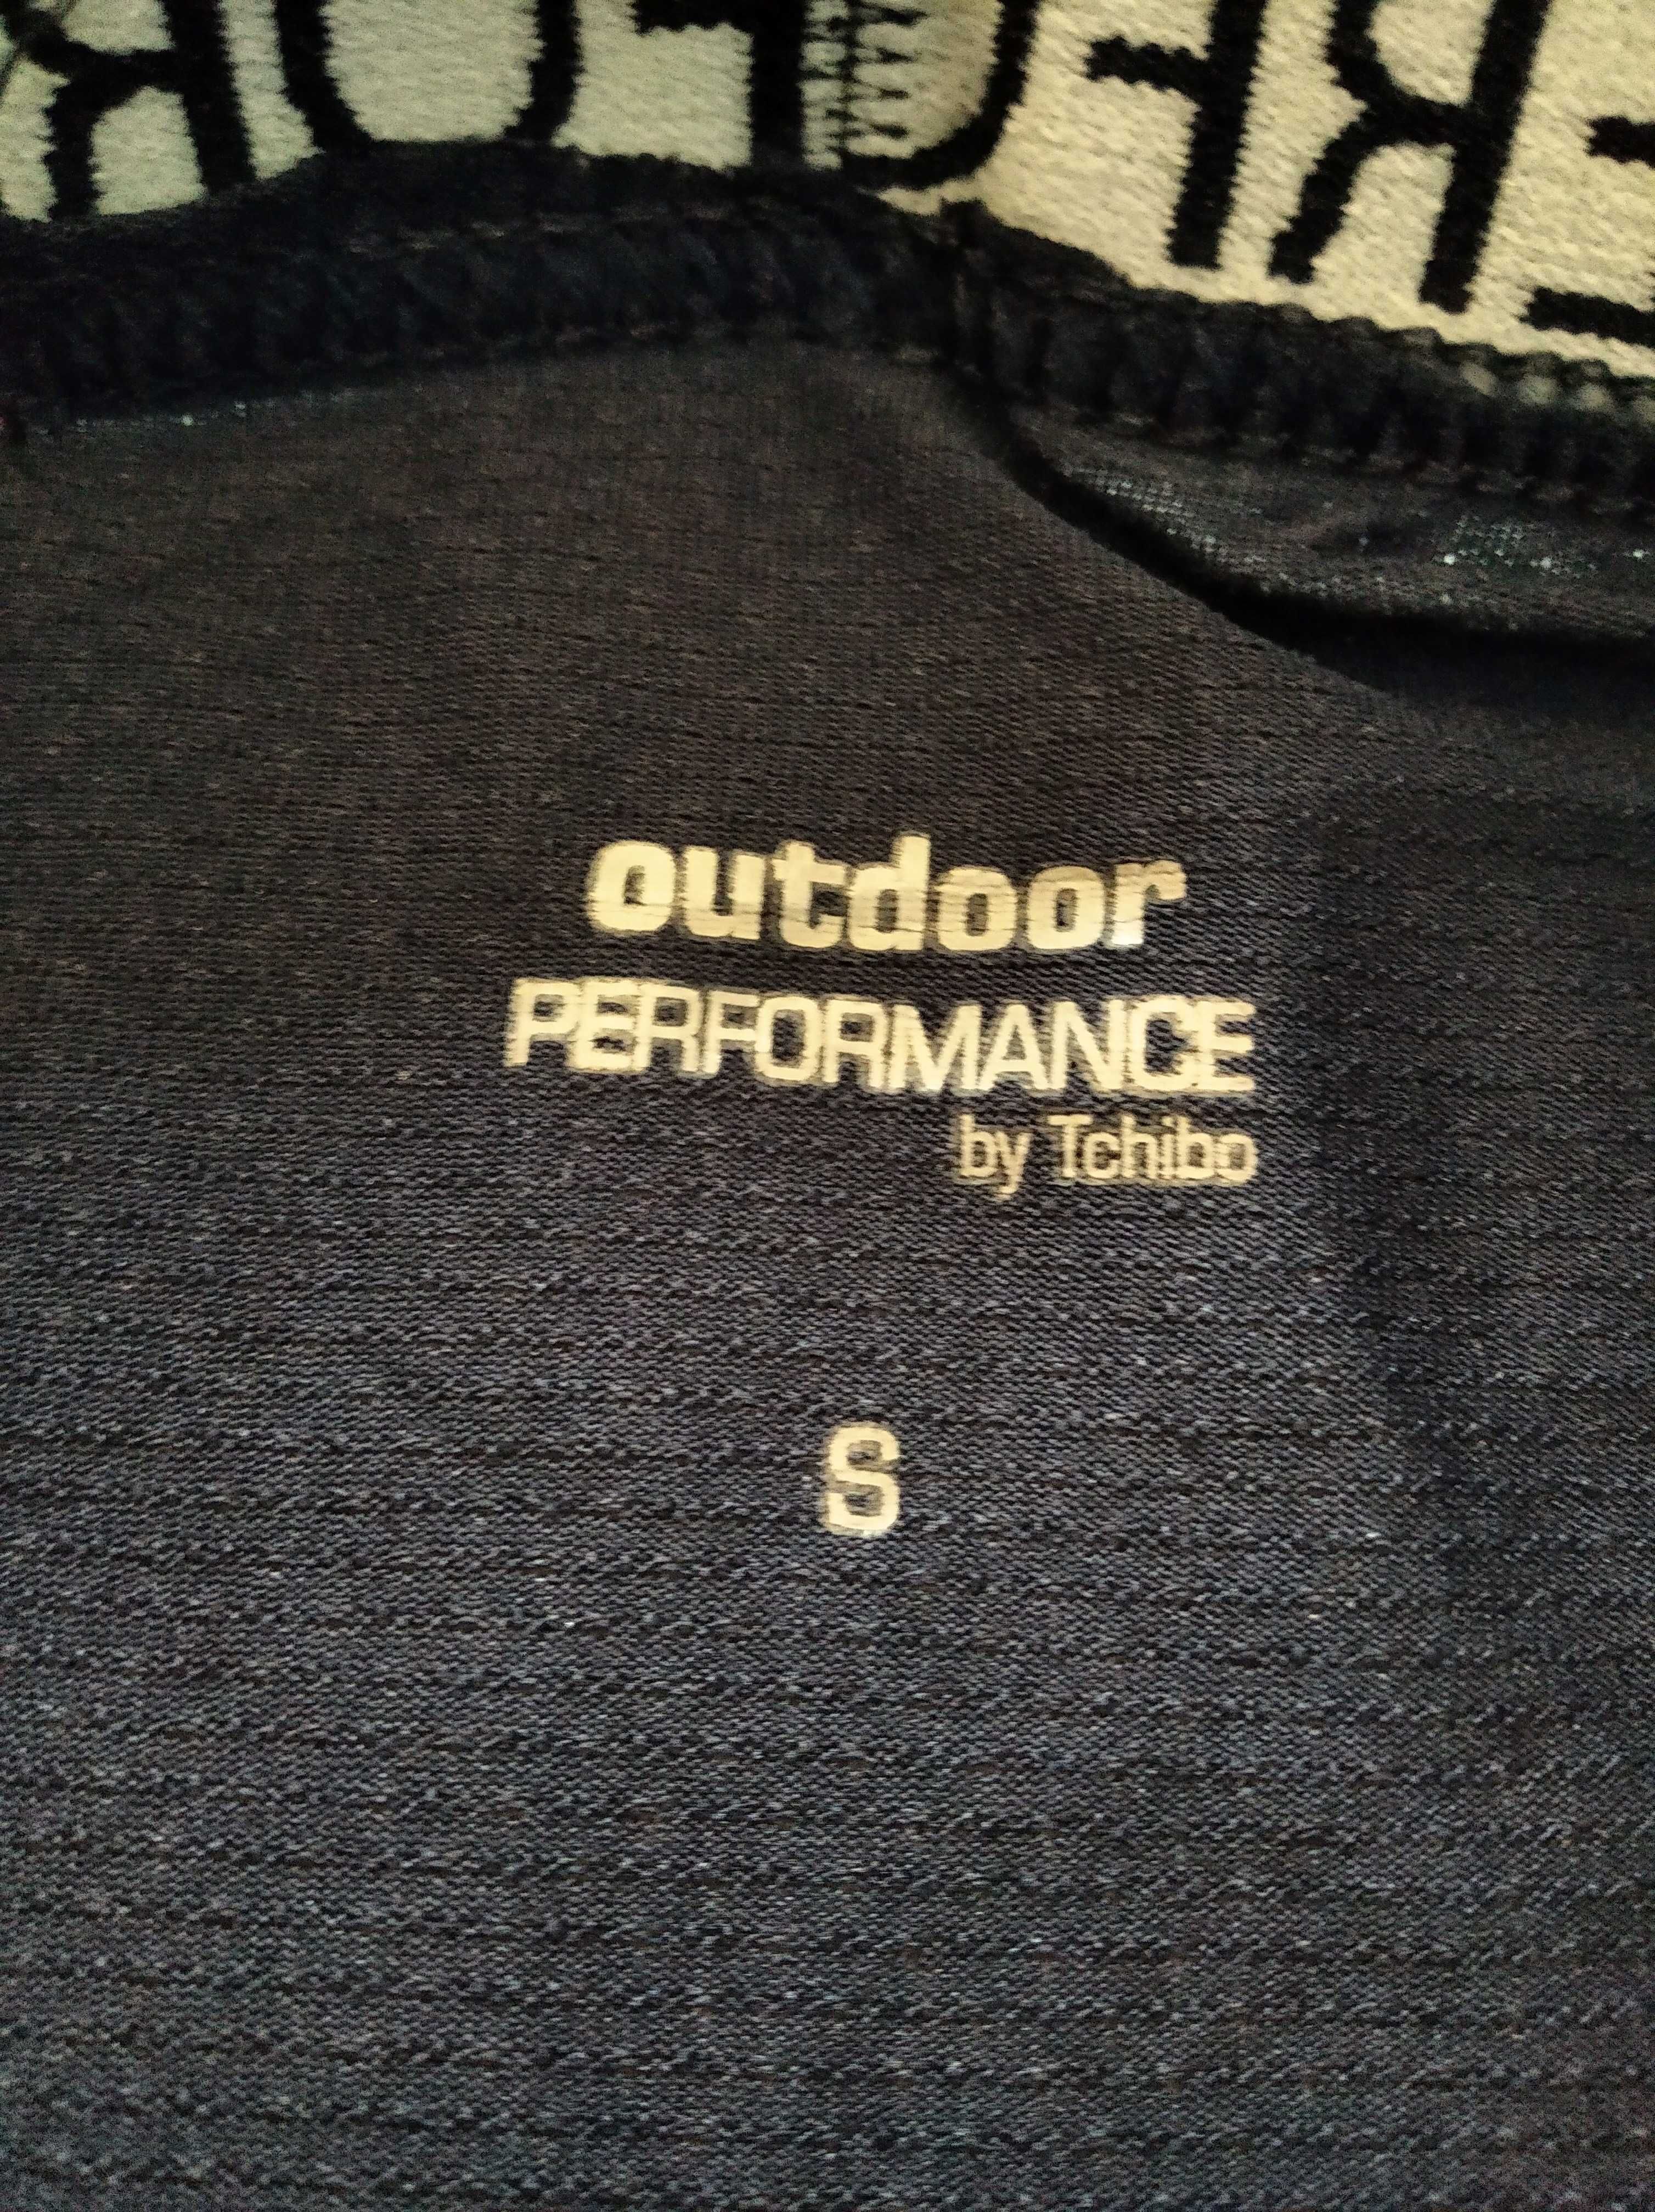 outdoor
PERFORMANCE
by Tchibo
S